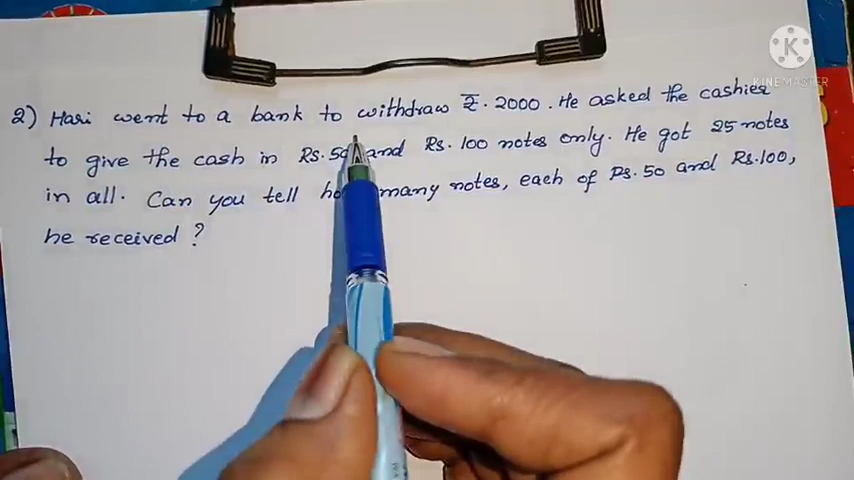 K
KINEMASTER
2) Hari went to a bank to withdraw ₹. 2000. He asked the cashier
to give the cash in Rs. 50 and Rs. 100 notes only. He got 25 notes
in all. Can you tell how many notes, each of Rs. 50 and Rs. 100,
he received ?